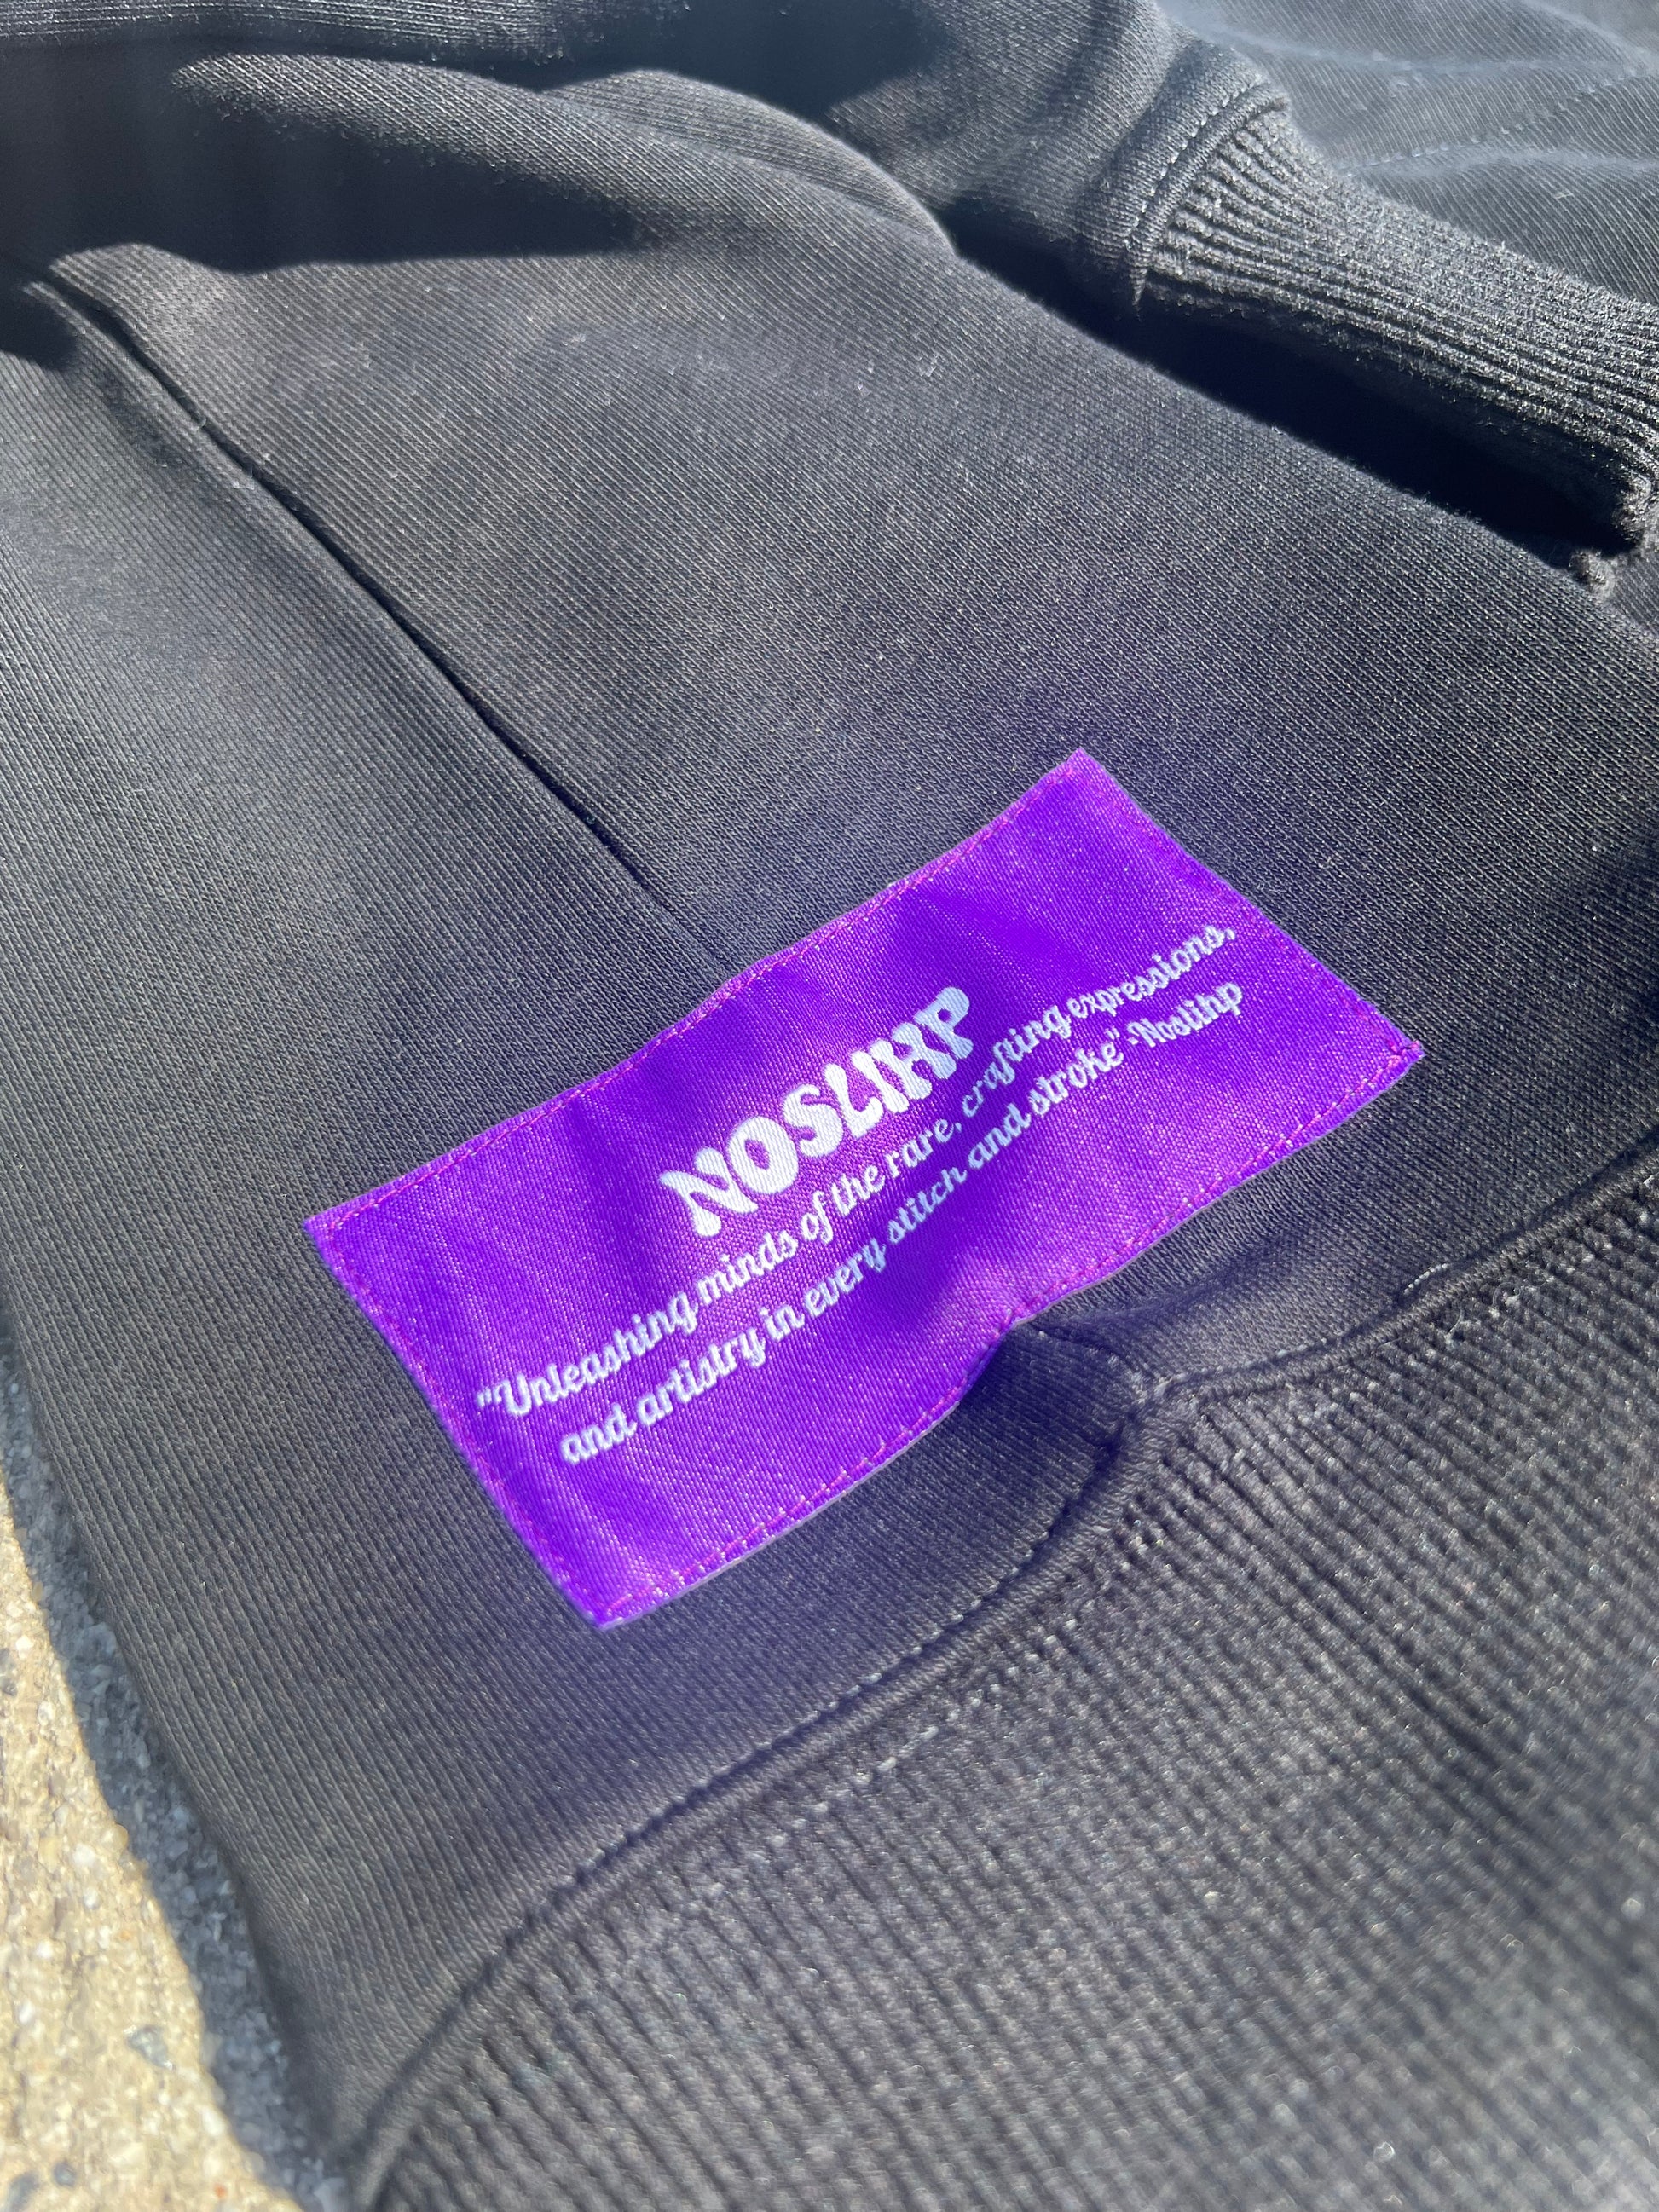 NOSLIHP
"Unleashing minds of the rare, crafting expressions,
and artistry in every stitch and stroke" -Noslihp